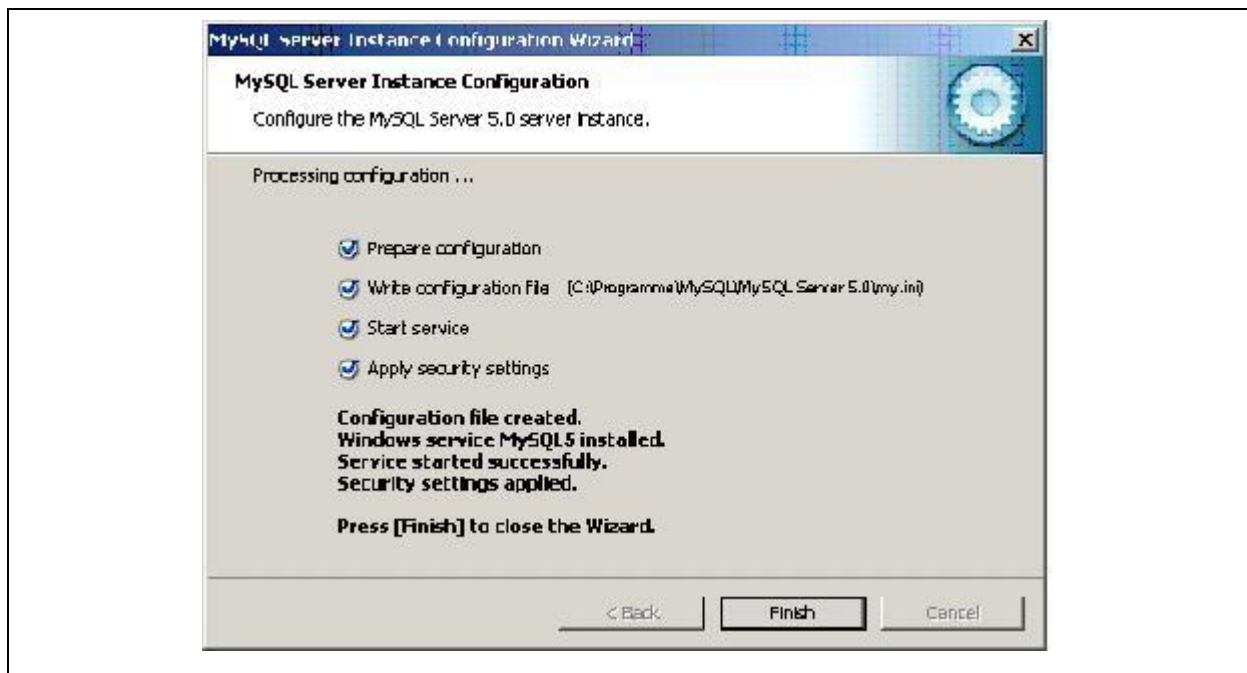 MySQL Server Instance Configuration Wizard
MySQL Server Instance Configuration
Configure the MySQL Server 5.0 server instance.
Processing configuration ...
Prepare configuration
Write configuration file (C:\Programme\MySQL\MySQL Server 5.0\my.ini)
Start service
Apply security settings
Configuration file created.
Windows service MySQL5 installed.
Service started successfully.
Security settings applied.
Press [Finish] to close the Wizard.
< Back
Finish
Cancel